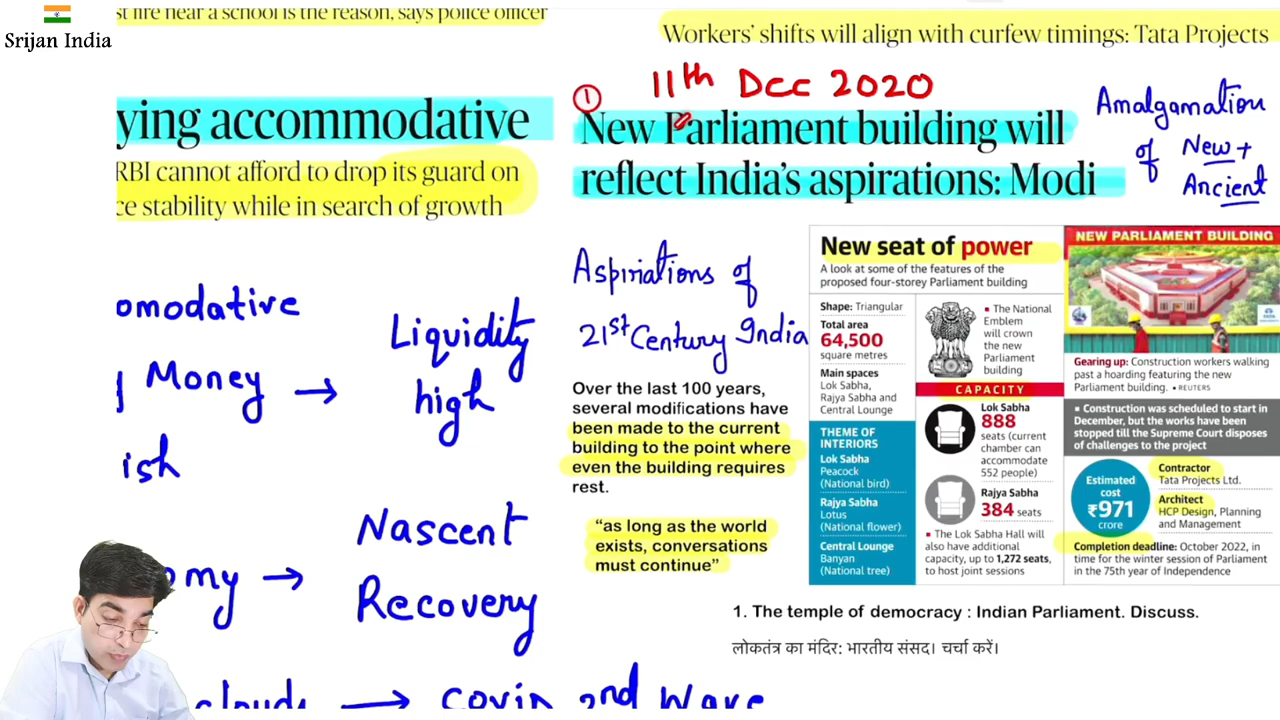 st fire near a school is the reason, says police officer
Srijan India
Workers' shifts will align with curfew timings: Tata Projects
ying accommodative
RBI cannot afford to drop its guard on
ce stability while in search of growth
omodative
Money →
ish
Liquidity
high
omy →
Nascent
Recovery
clouds → covid 2nd Wave
1 11th Dec 2020
New Parliament building will
reflect India's aspirations: Modi
Amalgamation
of New +
Ancient
Aspiriations of
21st Century India
Over the last 100 years,
several modifications have
been made to the current
building to the point where
even the building requires
rest.
"as long as the world
exists, conversations
must continue"
New seat of power
A look at some of the features of the
proposed four-storey Parliament building
Shape: Triangular
Total area
64,500
square metres
Main spaces
Lok Sabha,
Rajya Sabha and
Central Lounge
THEME OF
INTERIORS
Lok Sabha
Peacock
(National bird)
Rajya Sabha
Lotus
(National flower)
Central Lounge
Banyan
(National tree)
▪ The National
Emblem
will crown
the new
Parliament
building
CAPACITY
Lok Sabha
888
seats (current
chamber can
accommodate
552 people)
Rajya Sabha
384 seats
▪ The Lok Sabha Hall will
also have additional
capacity, up to 1,272 seats,
to host joint sessions
NEW PARLIAMENT BUILDING
Gearing up: Construction workers walking
past a hoarding featuring the new
Parliament building. • REUTERS
▪ Construction was scheduled to start in
December, but the works have been
stopped till the Supreme Court disposes
of challenges to the project
Estimated
cost
₹971
crore
Contractor
Tata Projects Ltd.
Architect
HCP Design, Planning
and Management
Completion deadline: October 2022, in
time for the winter session of Parliament
in the 75th year of Independence
1. The temple of democracy : Indian Parliament. Discuss.
लोकतंत्र का मंदिर: भारतीय संसद। चर्चा करें।